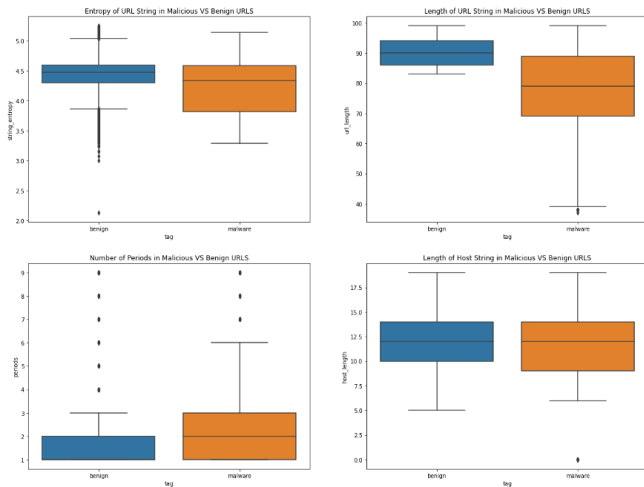 Entropy of URL String in Malicious VS Benign URLS
string_entropy
5.0
4.5
4.0
3.5
3.0
2.5
2.0
benign
malware
tag
Length of URL String in Malicious VS Benign URLS
url_length
100
90
80
70
60
50
40
benign
malware
tag
Number of Periods in Malicious VS Benign URLS
periods
9
8
7
6
5
4
3
2
1
benign
malware
tag
Length of Host String in Malicious VS Benign URLS
host_length
17.5
15.0
12.5
10.0
7.5
5.0
2.5
0.0
benign
malware
tag